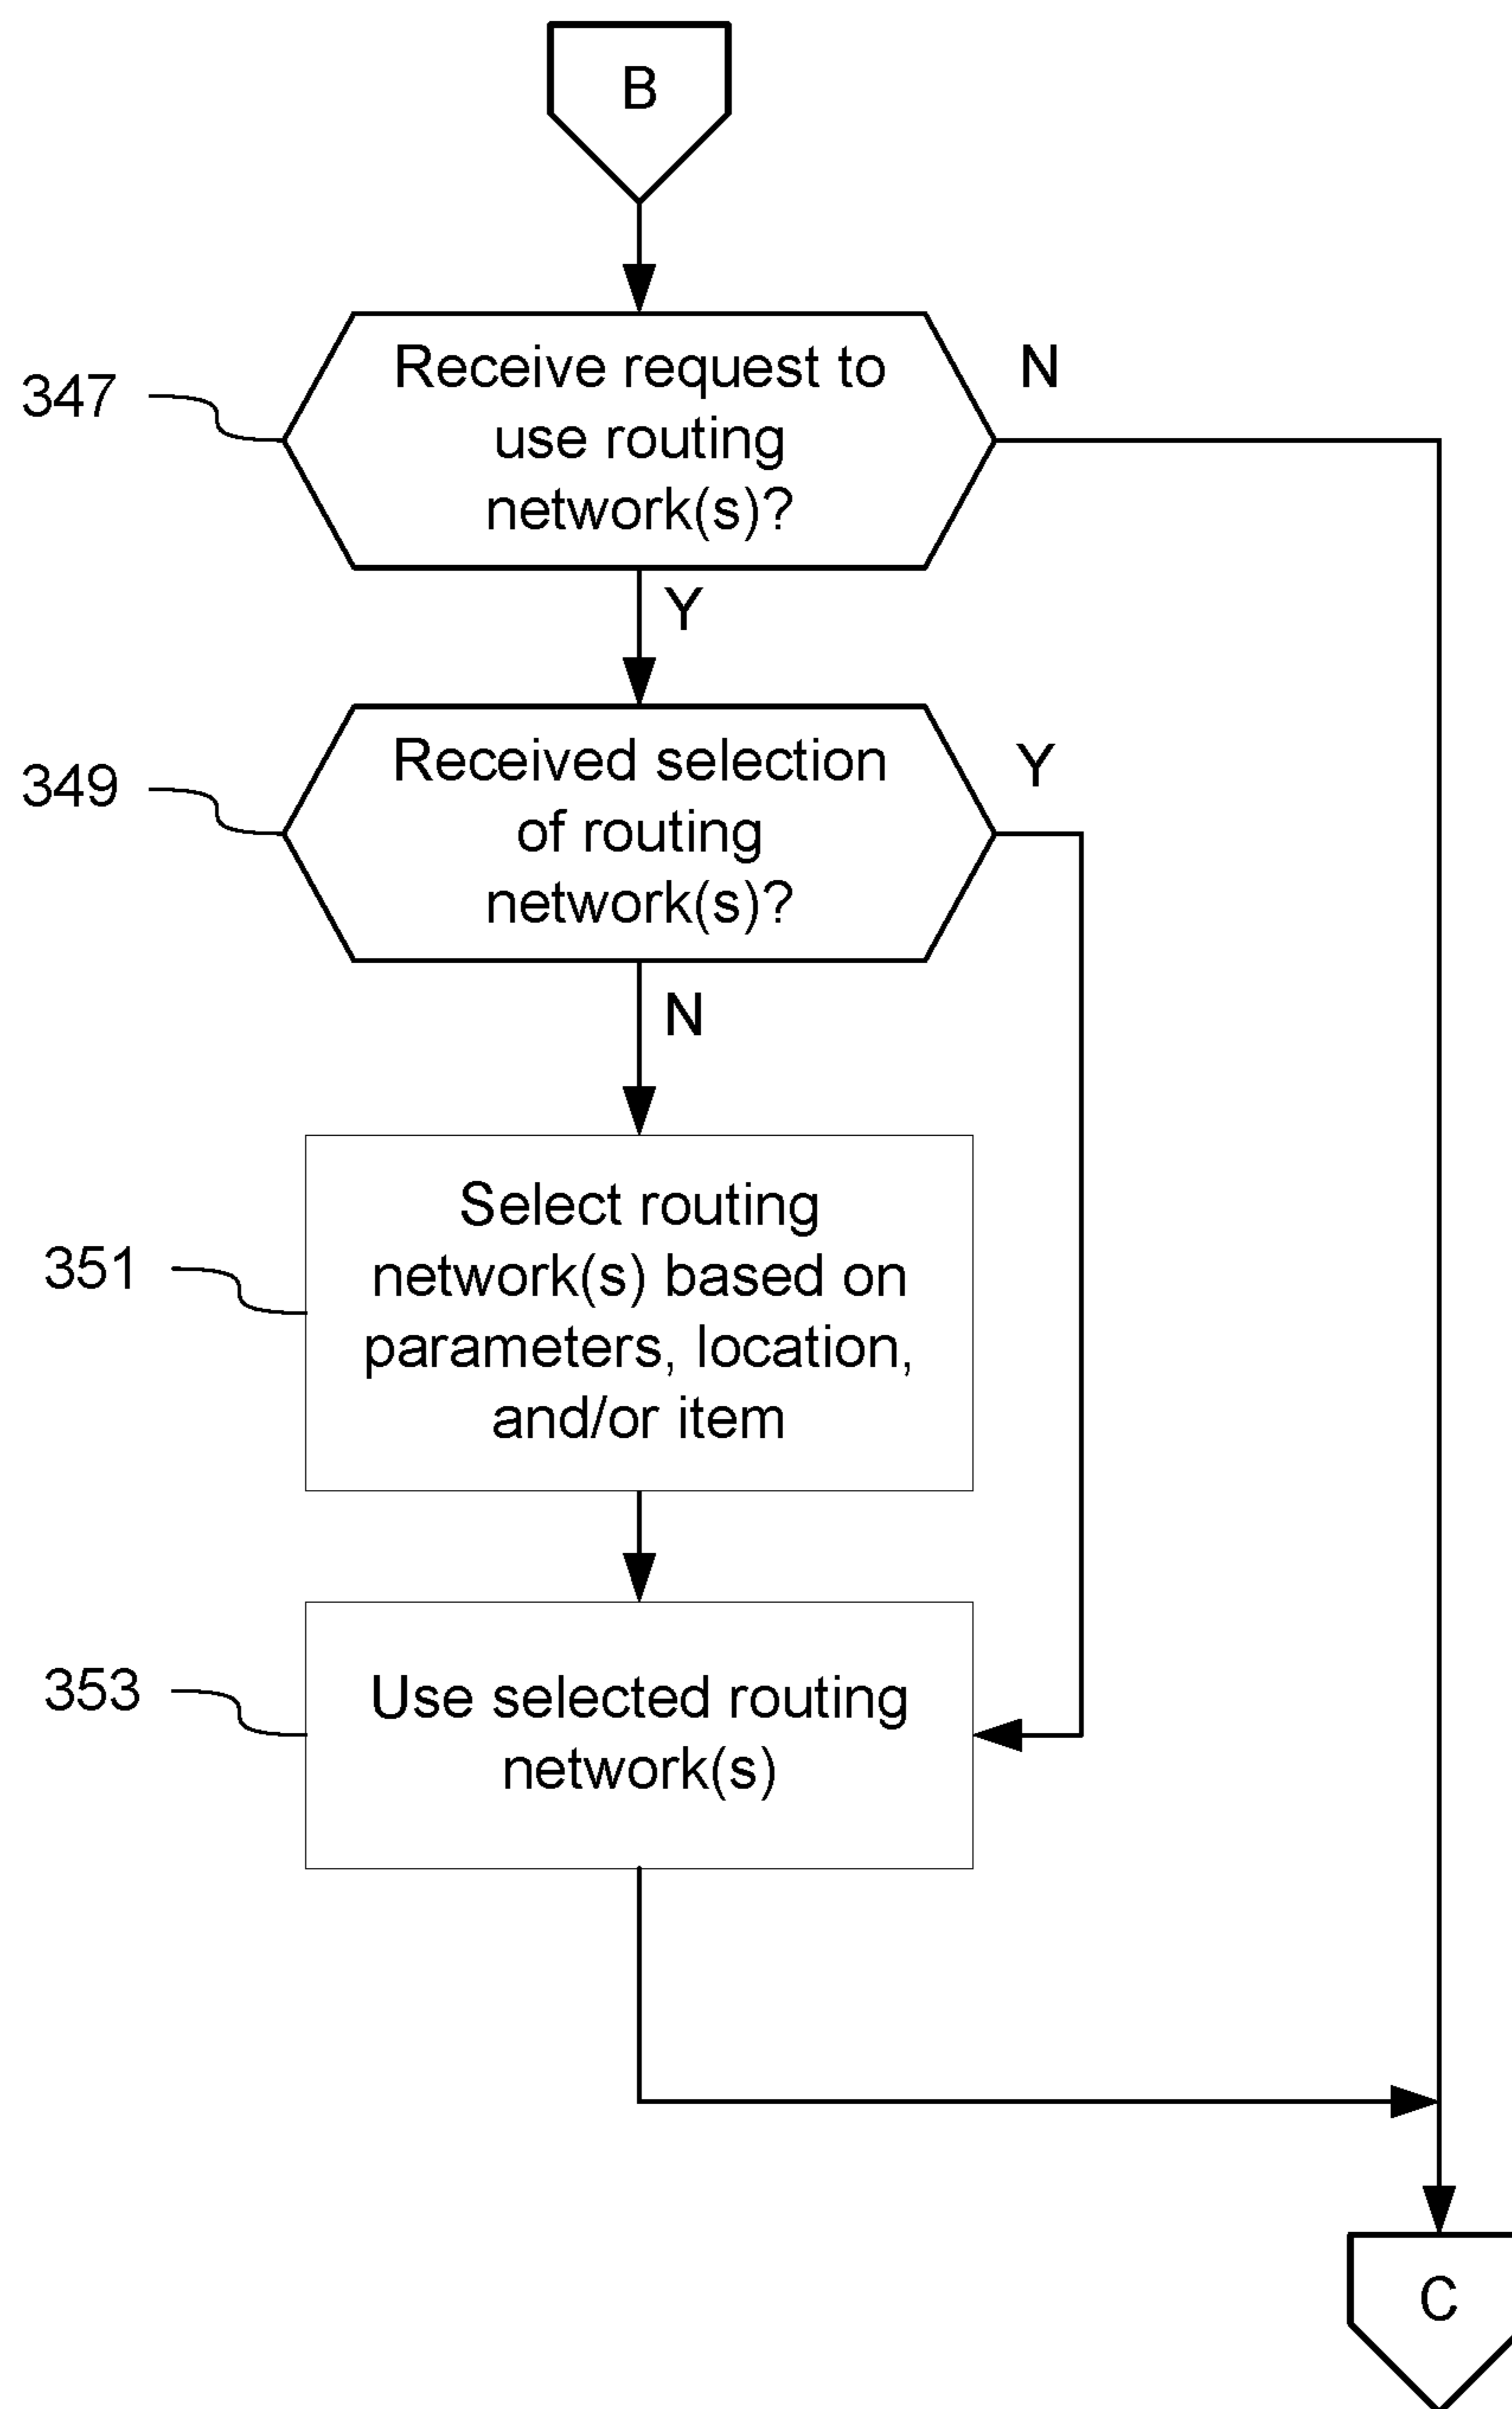 B
347
Receive request to
use routing
network(s)?
N
Y
349
Received selection
of routing
network(s)?
Y
N
351
Select routing
network(s) based on
parameters, location,
and/or item
353
Use selected routing
network(s)
C